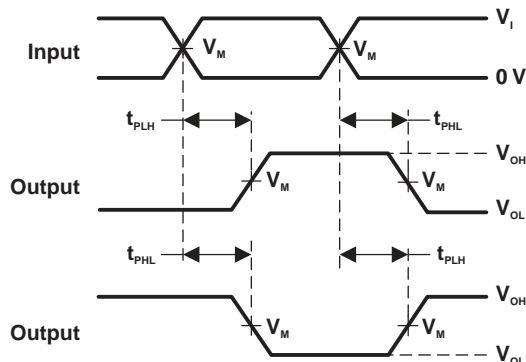 V_I
Input
V_M
V_M
0 V
t_PLH
t_PHL
V_OH
Output
V_M
V_M
V_OL
t_PHL
t_PLH
V_OH
Output
V_M
V_M
V_OL